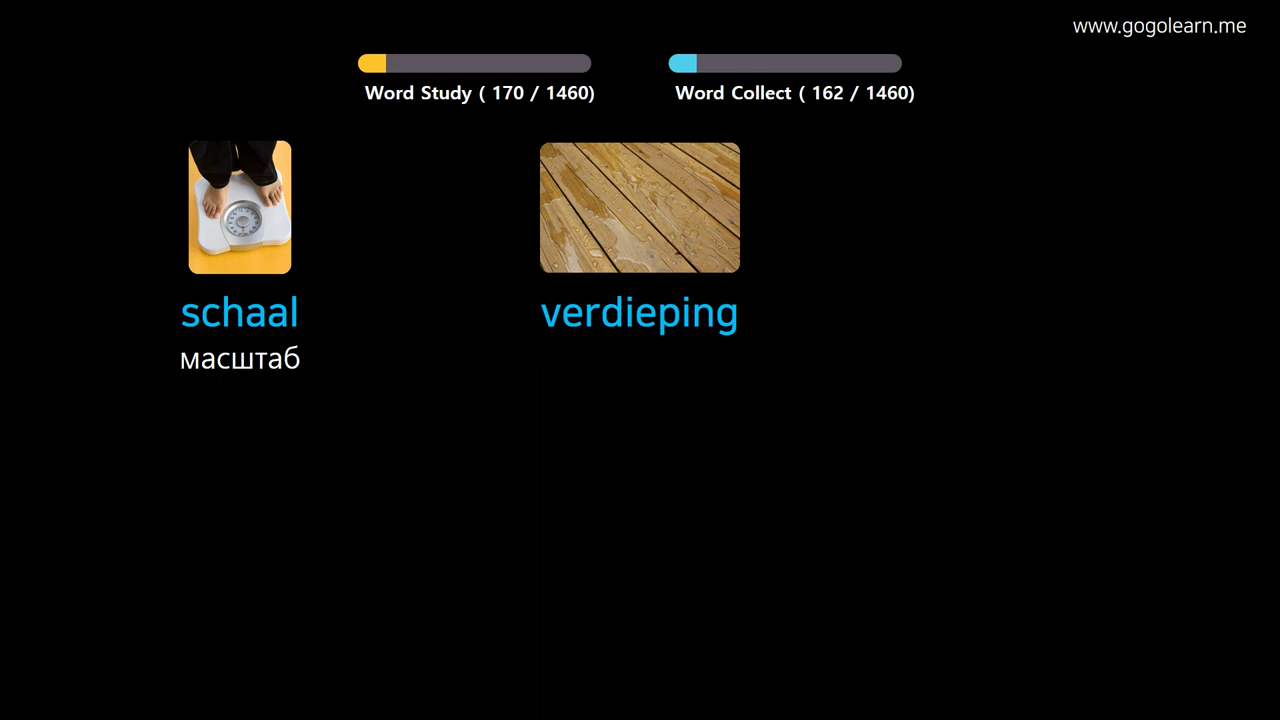 www.gogolearn.me
Word Study ( 170 / 1460)
Word Collect ( 162 / 1460)
schaal
verdieping
масштаб